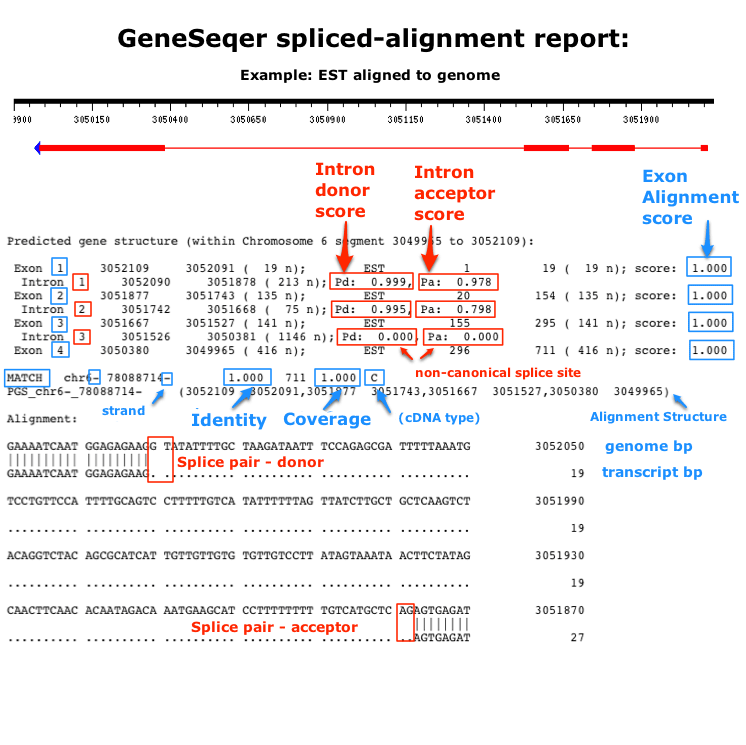 GeneSeqer spliced-alignment report:
Example: EST aligned to genome
9900 3050150 3050400 3050650 3050900 3051150 3051400 3051650 3051900
Intron donor score
Intron acceptor score
Exon Alignment score
Predicted gene structure (within Chromosome 6 segment 3049965 to 3052109):
Exon 1 3052109 3052091 ( 19 n); EST 1 19 ( 19 n); score: 1.000
Intron 1 3052090 3051878 ( 213 n); Pd: 0.999, Pa: 0.978
Exon 2 3051877 3051743 ( 135 n); EST 20 154 ( 135 n); score: 1.000
Intron 2 3051742 3051668 ( 75 n); Pd: 0.995, Pa: 0.798
Exon 3 3051667 3051527 ( 141 n); EST 155 295 ( 141 n); score: 1.000
Intron 3 3051526 3050381 ( 1146 n); Pd: 0.000, Pa: 0.000
Exon 4 3050380 3049965 ( 416 n); EST 296 711 ( 416 n); score: 1.000
non-canonical splice site
MATCH chr6- 78088714- 1.000 711 1.000 C
PGS_chr6-_78088714- (3052109 3052091,3051877 3051743,3051667 3051527,3050380 3049965)
strand Identity Coverage (cDNA type) Alignment Structure
Alignment:
GAAAATCAAT GGAGAGAAGG TATATTTTGCT AAGATAATT TCCAGAGCGA TTTTTAAATG 3052050 genome bp
|||||||||| |||||||||
Splice pair - donor
GAAAATCAAT GGAGAGAAG. .......... .......... .......... .......... 19 transcript bp
TCCTGTTCCA TTTTGCAGTC CTTTTTGTCA TATTTTTAG TTATCTTGCT GCTCAAGTCT 3051990
.......... .......... .......... .......... .......... .......... 19
ACAGGTCTAC AGCGCATCAT TGTTGTTGTG TGTTGTCCTT ATAGTAAATA ACTTCTATAG 3051930
.......... .......... .......... .......... .......... .......... 19
CAACTTCAAC ACAATAGACA AATGAAGCAT CCTTTTTTTT TGTCATGCTC AGAGTGAGAT 3051870
||||||||
Splice pair - acceptor
.......... .......... .......... .......... .......... ..AGTGAGAT 27